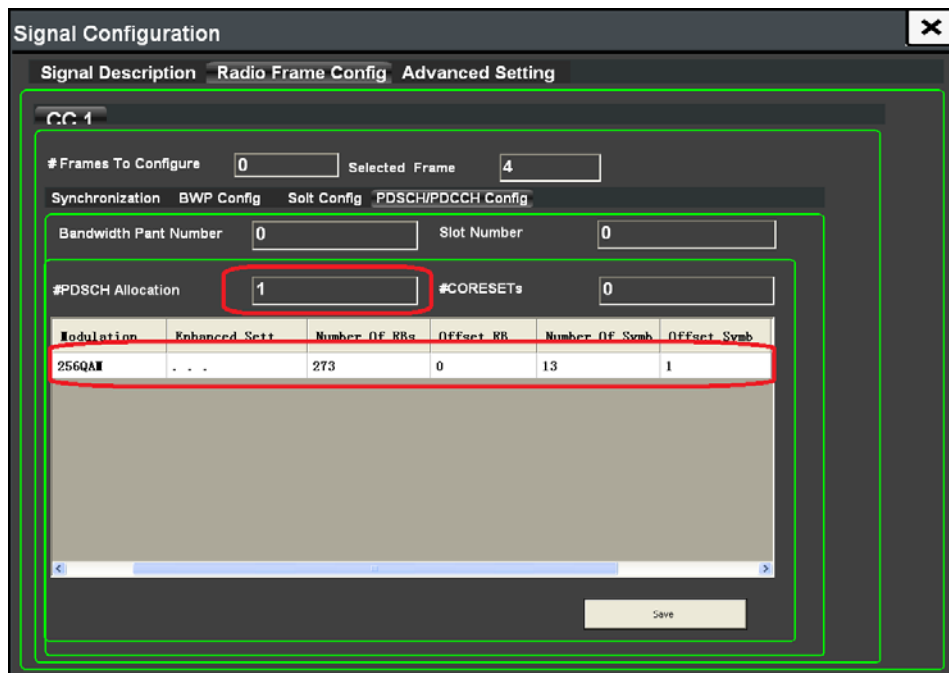 Signal Configuration
Signal Description Radio Frame Config Advanced Setting
CC 1
#Frames To Configure 0 Selected Frame 4
Synchronization BWP Config Solt Config PDSCH/PDCCH Config
Bandwidth Pant Number 0 Slot Number 0
#PDSCH Allocation 1 #CORESETs 0
Modulation Enhanced Sett Number Of RBs Offset RB Number Of Symb Offset Symb
256QAM ... 273 0 13 1
Save